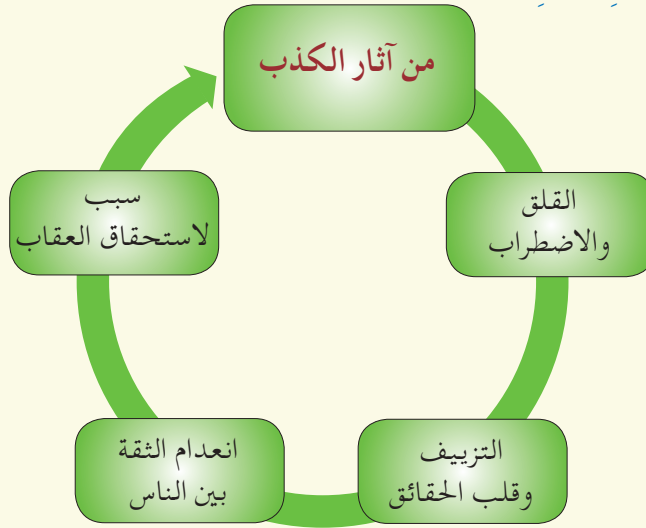 من آثار الكذب
القلق
والاضطراب
التزييف
وقلب الحقائق
انعدام الثقة
بين الناس
سبب
لاستحقاق العقاب